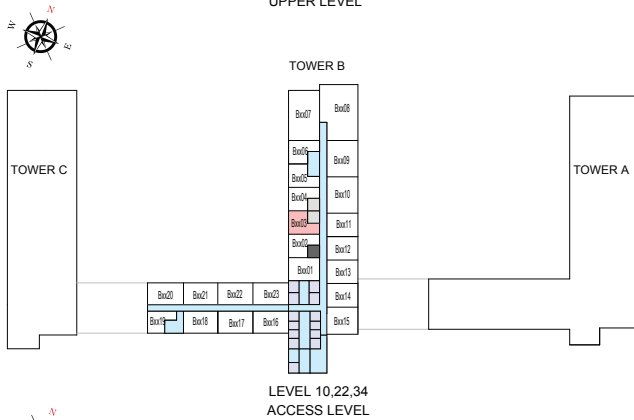 UPPER LEVEL
N
W
E
S
TOWER B
Bxx07
Bxx08
Bxx06
Bxx09
Bxx05
Bxx04
Bxx10
Bxx03
Bxx11
Bxx02
Bxx12
Bxx01
Bxx13
TOWER C
TOWER A
Bxx20
Bxx21
Bxx22
Bxx23
Bxx14
Bxx19
Bxx18
Bxx17
Bxx16
Bxx15
LEVEL 10,22,34
ACCESS LEVEL
N